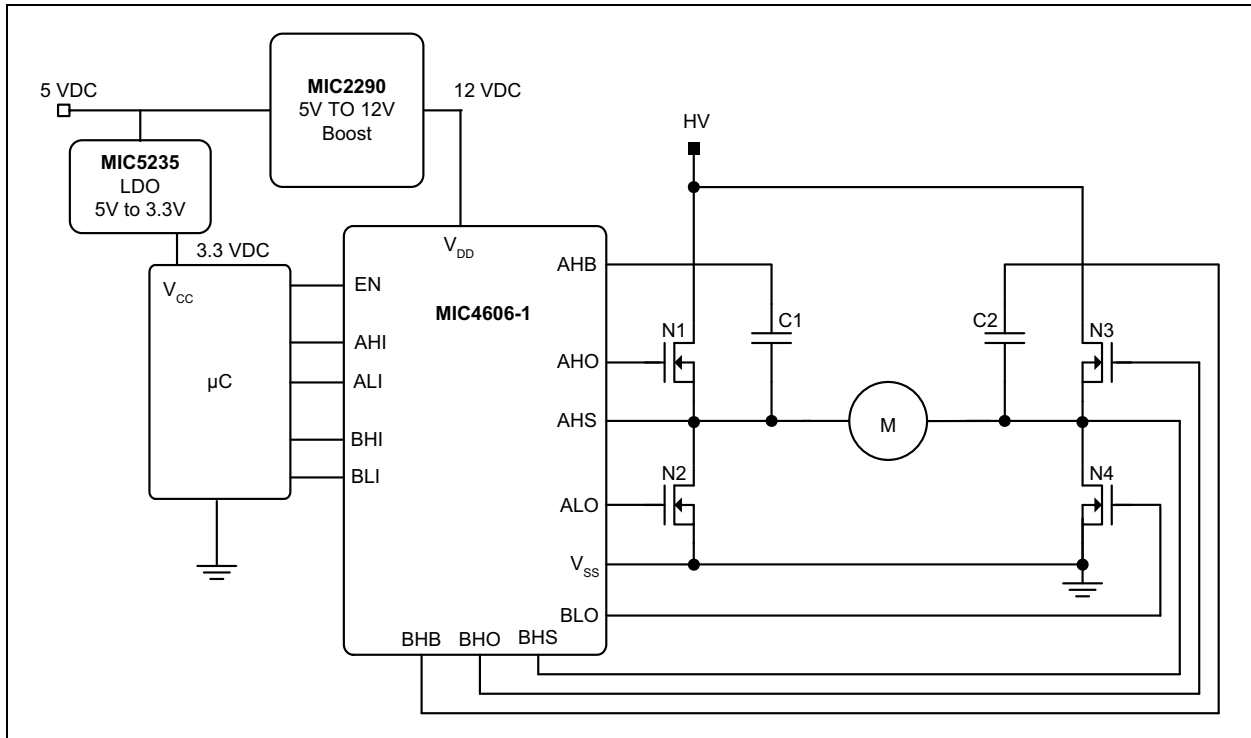 5 VDC
MIC2290
5V TO 12V
Boost
12 VDC
MIC5235
LDO
5V to 3.3V
3.3 VDC
HV
VCC
µC
VDD
MIC4606-1
EN
AHI
ALI
BHI
BLI
AHB
AHO
AHS
ALO
VSS
BLO
BHB BHO BHS
N1
C1
C2
N3
M
N2
N4